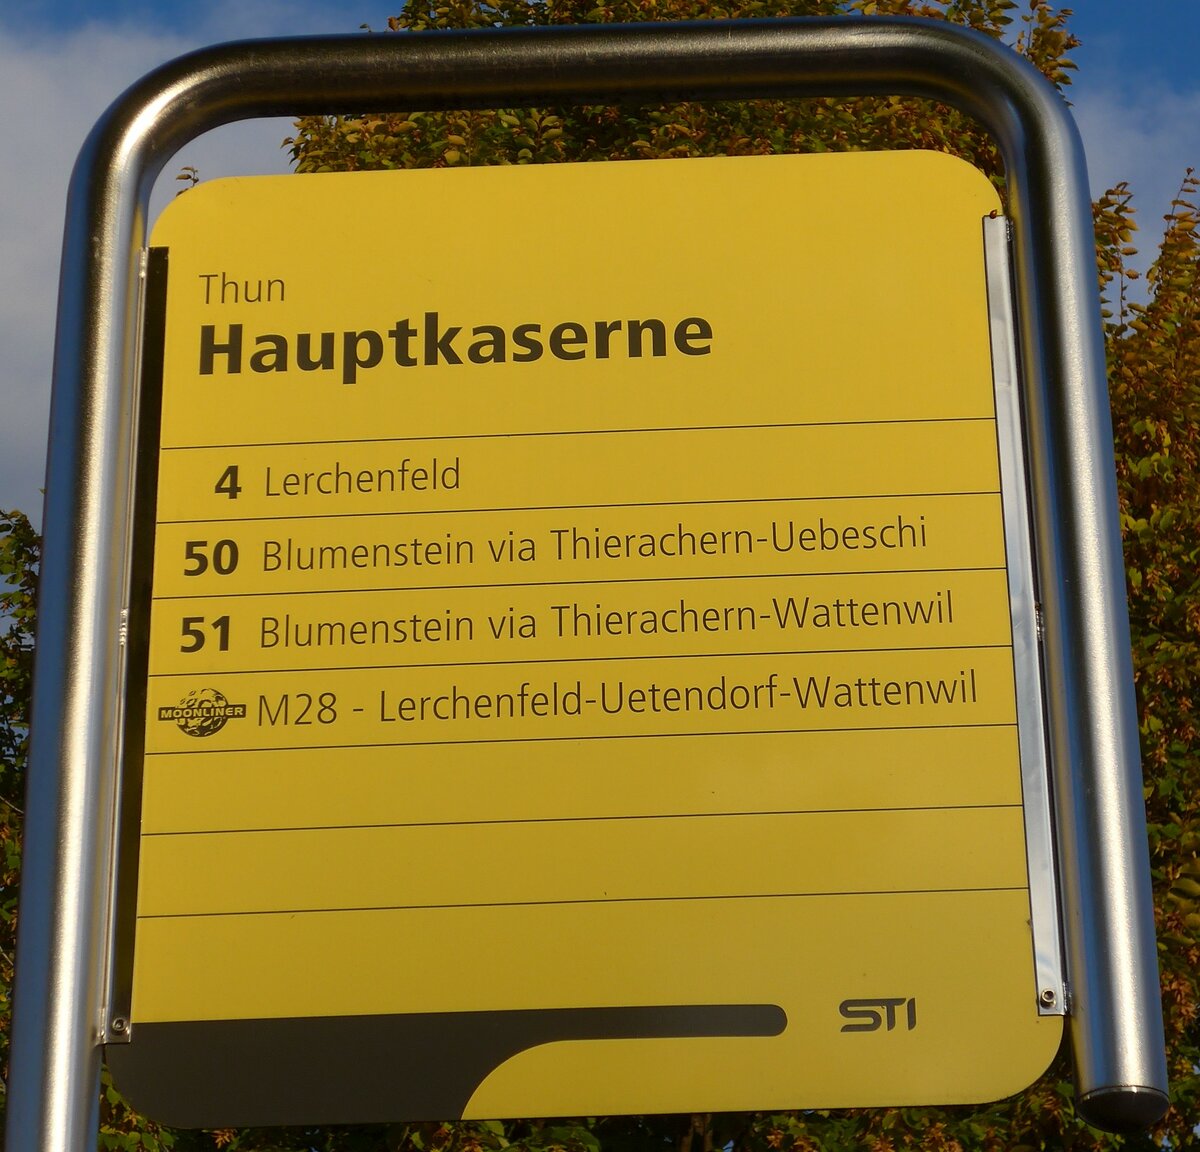 Thun
Hauptkaserne
4 Lerchenfeld
50 Blumenstein via Thierachern-Uebeschi
51 Blumenstein via Thierachern-Wattenwil
MOONLINER M28 - Lerchenfeld-Uetendorf-Wattenwil
STI